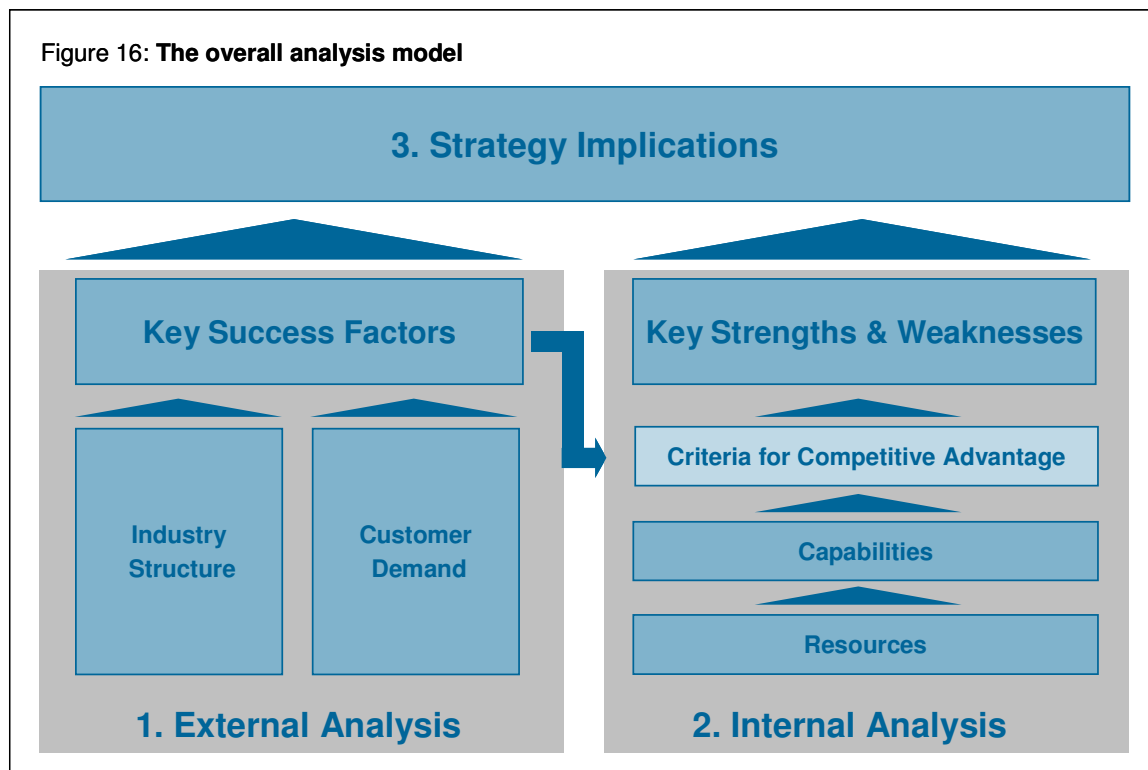 Figure 16: The overall analysis model
3. Strategy Implications
Key Success Factors
Industry
Structure
Customer
Demand
1. External Analysis
Key Strengths & Weaknesses
Criteria for Competitive Advantage
Capabilities
Resources
2. Internal Analysis